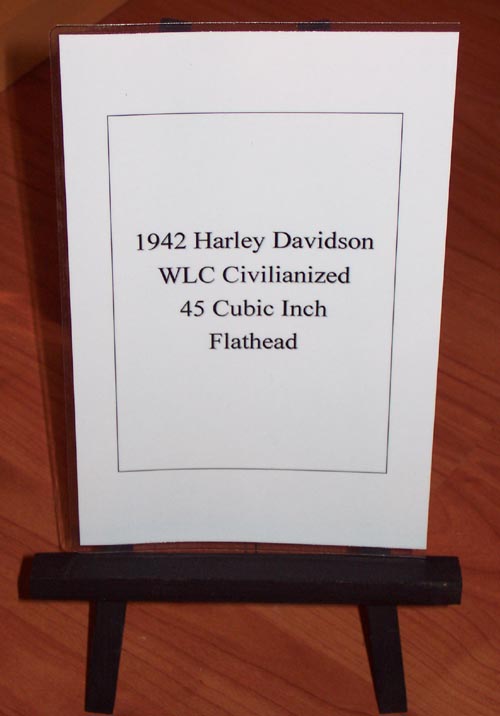 1942 Harley Davidson
WLC Civilianized
45 Cubic Inch
Flathead